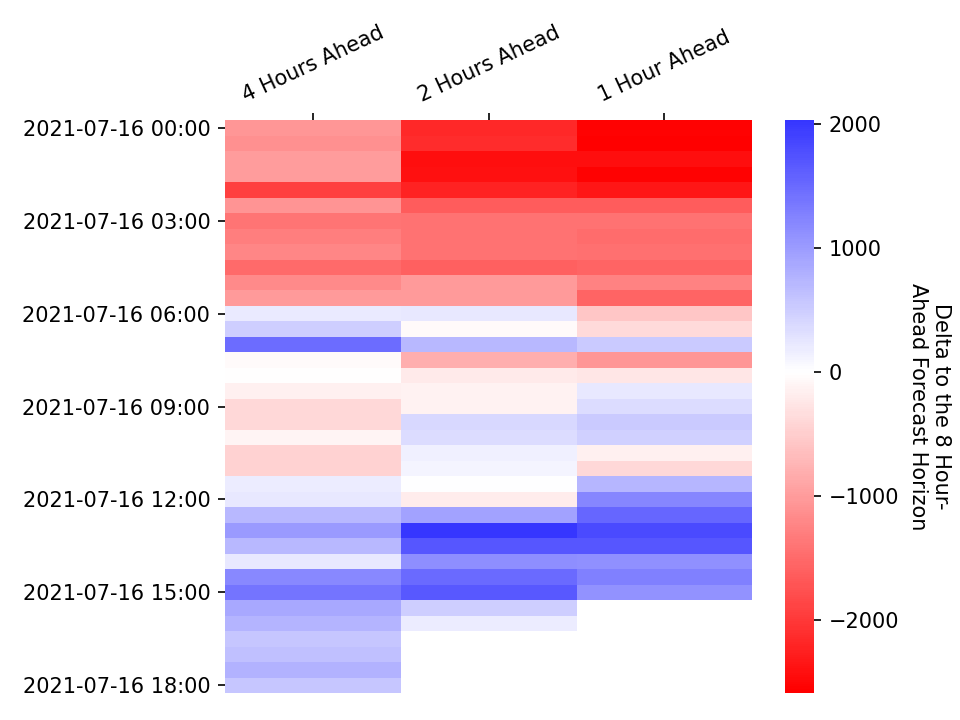 4 Hours Ahead
2 Hours Ahead
1 Hour Ahead
2021-07-16 00:00
2021-07-16 03:00
2021-07-16 06:00
2021-07-16 09:00
2021-07-16 12:00
2021-07-16 15:00
2021-07-16 18:00
2000
1000
0
−1000
−2000
Delta to the 8 Hour-
Ahead Forecast Horizon